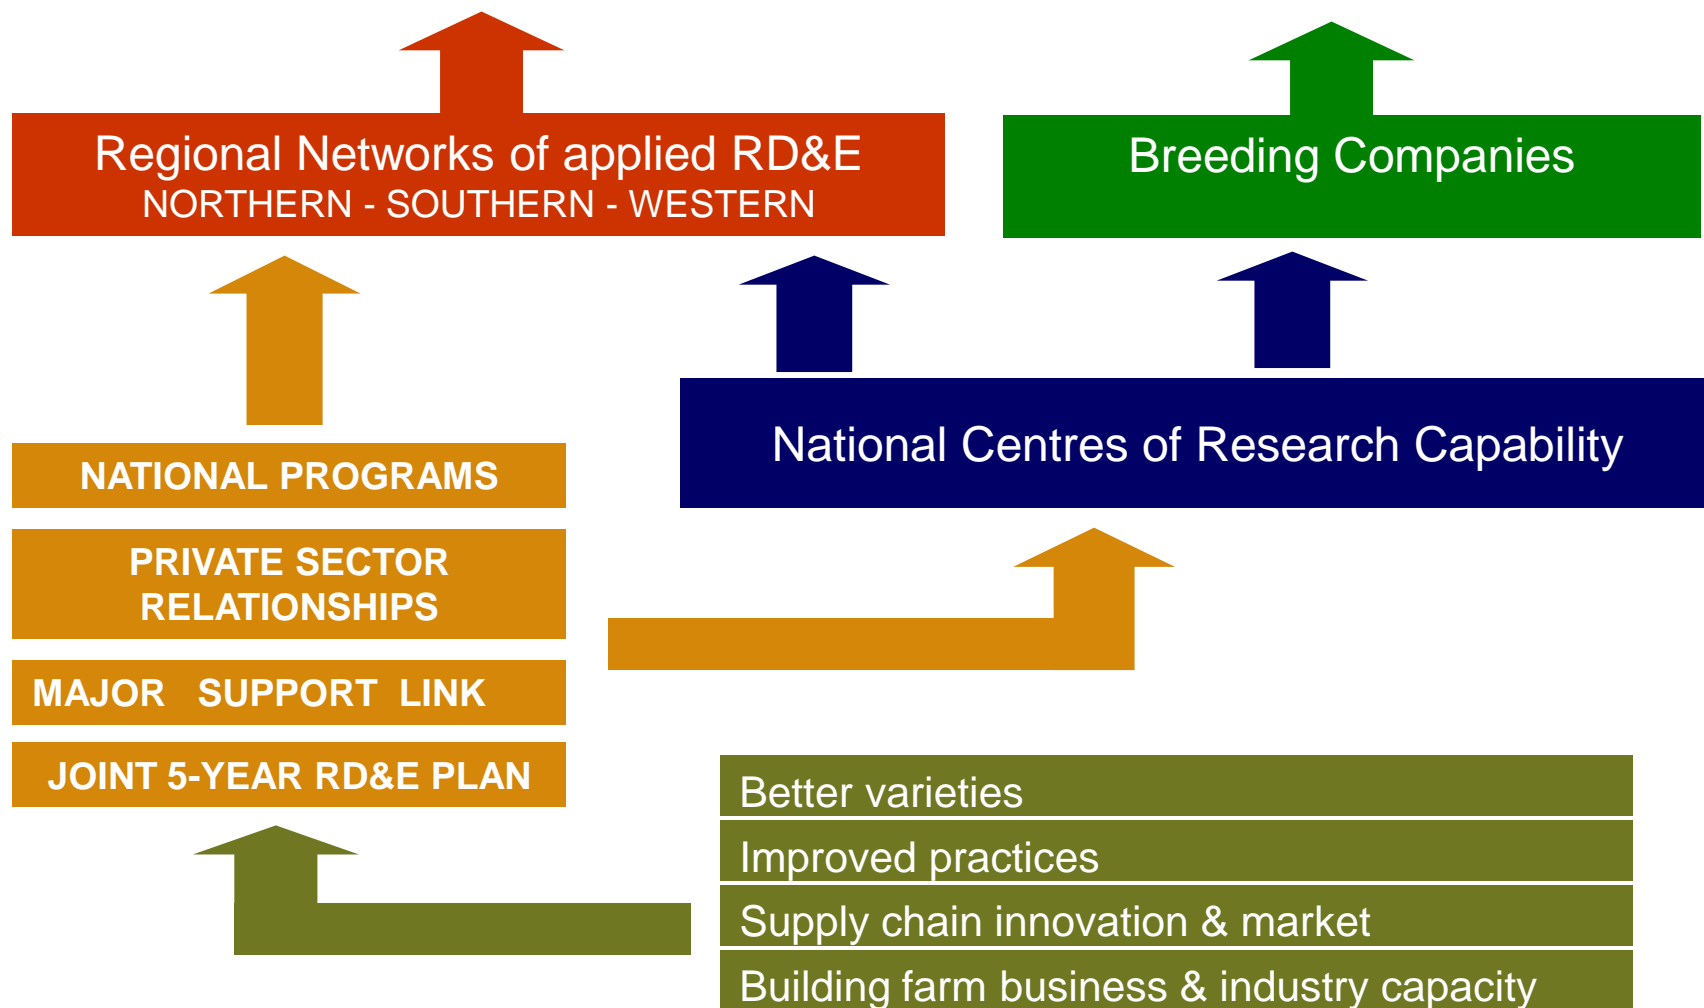 Regional Networks of applied RD&E
NORTHERN - SOUTHERN - WESTERN
Breeding Companies
National Centres of Research Capability
NATIONAL PROGRAMS
PRIVATE SECTOR
RELATIONSHIPS
MAJOR SUPPORT LINK
JOINT 5-YEAR RD&E PLAN
Better varieties
Improved practices
Supply chain innovation & market
Building farm business & industry capacity